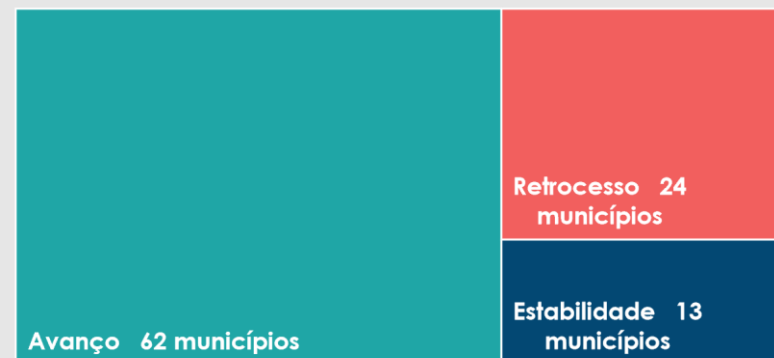 Retrocesso 24
municípios
Estabilidade 13
municípios
Avanço 62 municípios